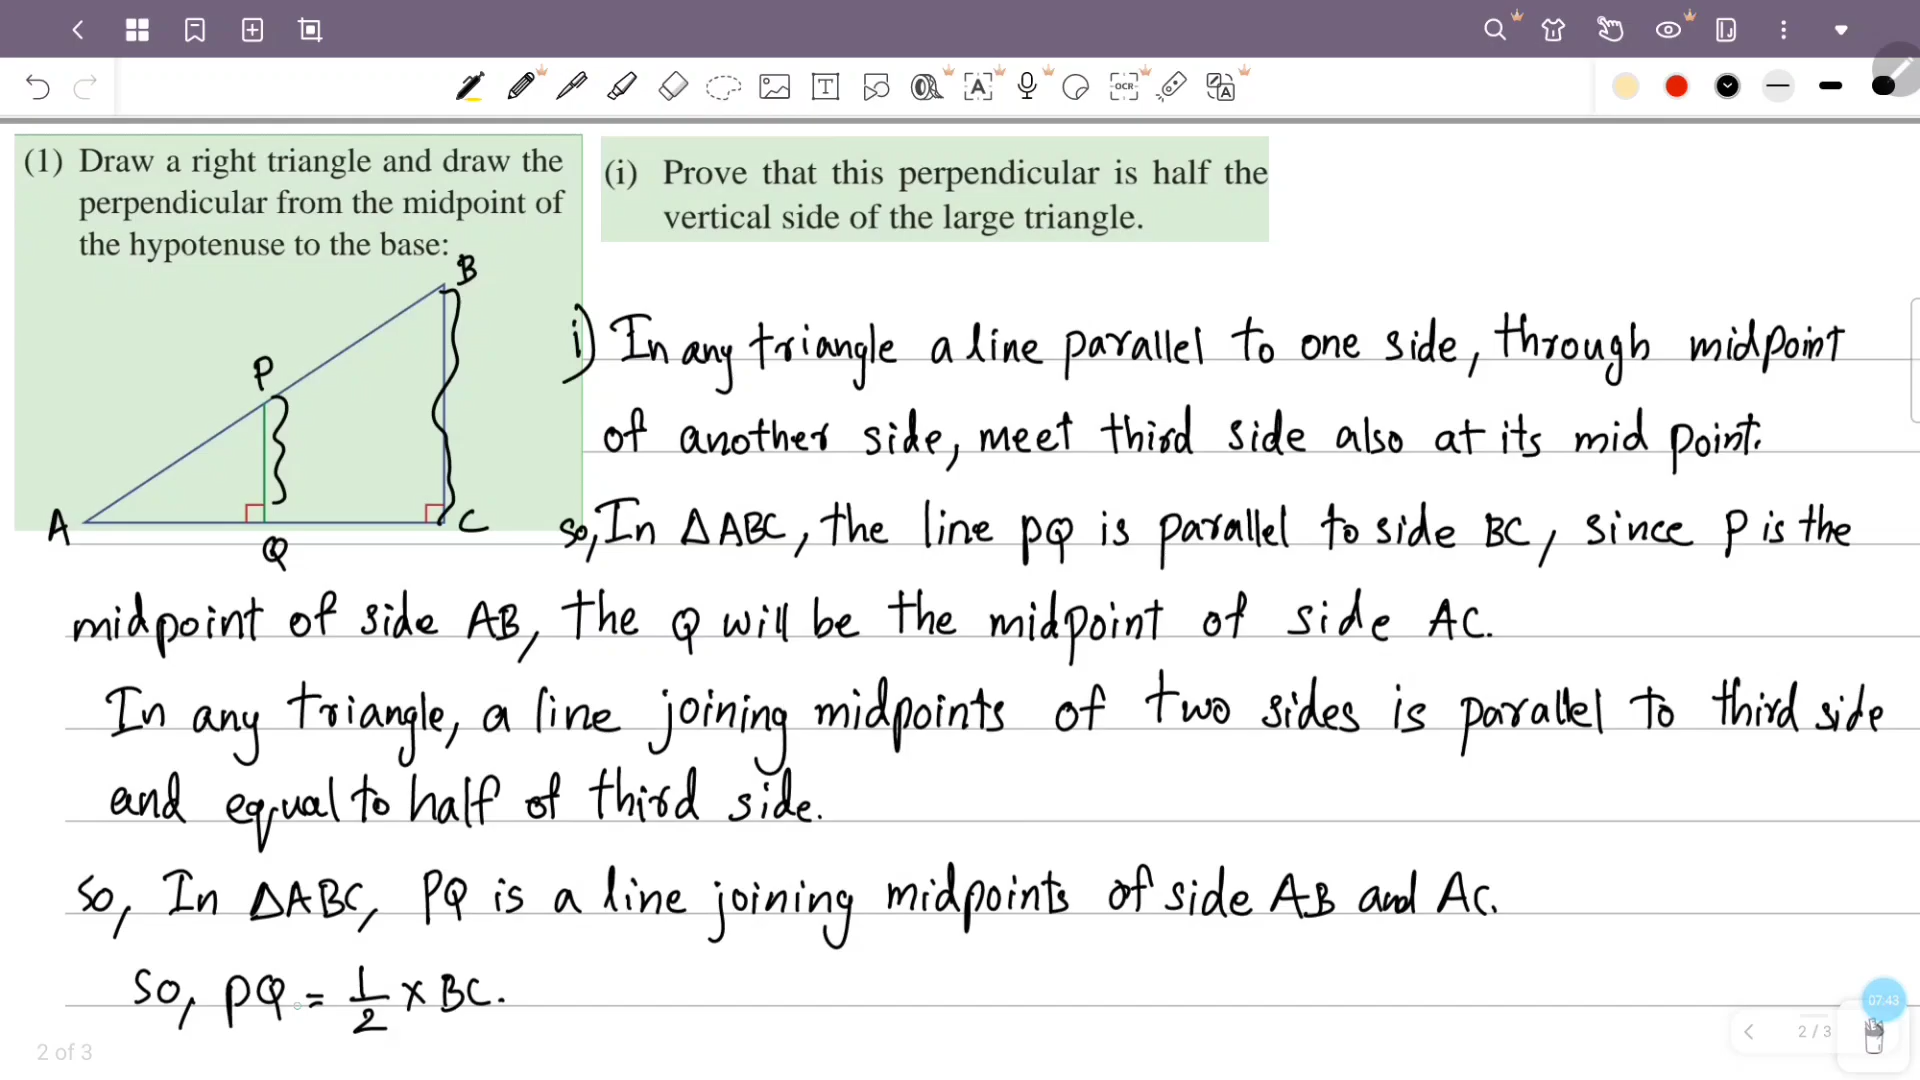 OCR
A
(1) Draw a right triangle and draw the
perpendicular from the midpoint of
the hypotenuse to the base:
(i) Prove that this perpendicular is half the
vertical side of the large triangle.
B
P
A
Q
C
i) In any triangle a line parallel to one side, through midpoint
of another side, meet third side also at its mid point.
so, In △ABC, the line PQ is parallel to side BC, since P is the
midpoint of side AB, the Q will be the midpoint of side AC.
In any triangle, a line joining midpoints of two sides is parallel to third side
and equal to half of third side.
So, In △ABC, PQ is a line joining midpoints of side AB and AC.
So, PQ = 1/2 × BC.
07:43
2 / 3
2 of 3